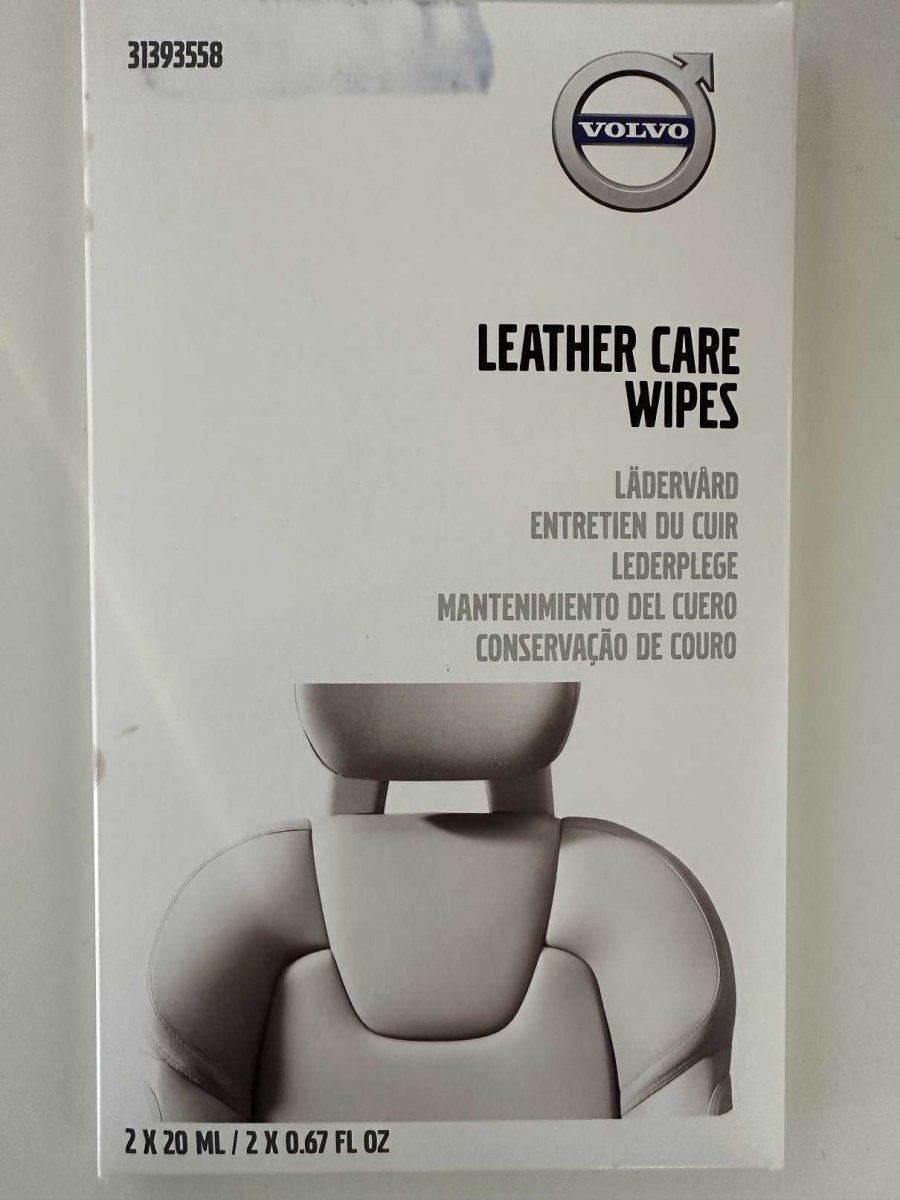 31393558
VOLVO
LEATHER CARE
WIPES
LÄDERVÅRD
ENTRETIEN DU CUIR
LEDERPLEGE
MANTENIMIENTO DEL CUERO
CONSERVAÇÃO DE COURO
2 X 20 ML / 2 X 0.67 FL OZ